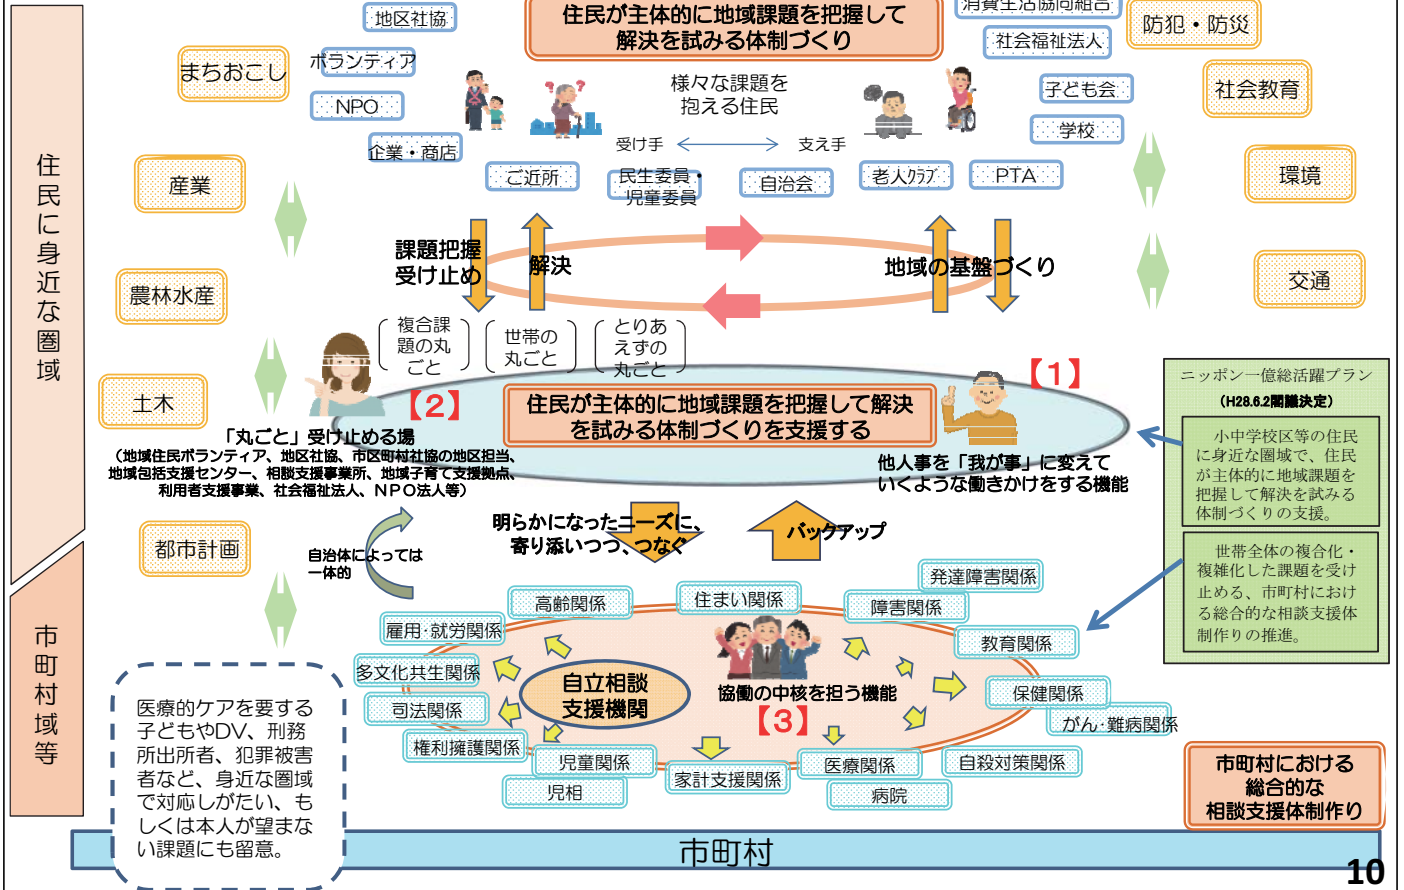 地区社協
住民が主体的に地域課題を把握して
解決を試みる体制づくり
消費生活協同組合
防犯・防災
社会福祉法人
まちおこし
ボランティア
NPO
企業・商店
様々な課題を
抱える住民
受け手
支え手
子ども会
学校
社会教育
住民に身近な圏域
産業
ご近所
民生委員・
児童委員
自治会
老人クラブ
PTA
環境
課題把握
受け止め
解決
地域の基盤づくり
農林水産
交通
複合課
題の丸
ごと
世帯の
丸ごと
とりあ
えずの
丸ごと
土木
【2】
住民が主体的に地域課題を把握して解決
を試みる体制づくりを支援する
【1】
ニッポン一億総活躍プラン
(H28.6.2閣議決定)
小中学校区等の住民
に身近な圏域で、住民
が主体的に地域課題を
把握して解決を試みる
体制づくりの支援。
世帯全体の複合化・
複雑化した課題を受け
止める、市町村におけ
る総合的な相談支援体
制作りの推進。
「丸ごと」受け止める場
(地域住民ボランティア、地区社協、市区町村社協の地区担当、
地域包括支援センター、相談支援事業所、地域子育て支援拠点、
利用者支援事業、社会福祉法人、NPO法人等)
他人事を「我が事」に変えて
いくような働きかけをする機能
都市計画
自治体によっては
一体的
明らかになったニーズに、
寄り添いつつ、つなぐ
バックアップ
市町村域等
高齢関係
住まい関係
障害関係
発達障害関係
雇用・就労関係
教育関係
多文化共生関係
自立相談
支援機関
協働の中核を担う機能
【3】
保健関係
司法関係
がん・難病関係
権利擁護関係
児童関係
児相
家計支援関係
医療関係
病院
自殺対策関係
医療的ケアを要する
子どもやDV、刑務
所出所者、犯罪被害
者など、身近な圏域
で対応しがたい、も
しくは本人が望まな
い課題にも留意。
市町村における
総合的な
相談支援体制作り
市町村
10